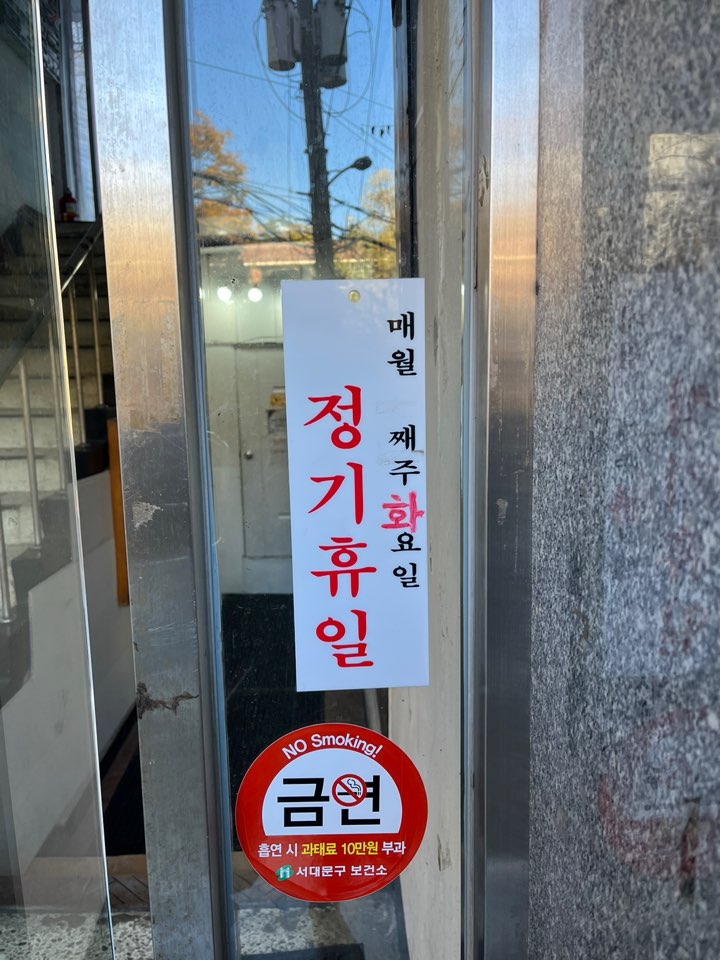 매월 째주 화요일
정기휴일
NO Smoking!
금연
흡연 시 과태료 10만원 부과
서대문구 보건소